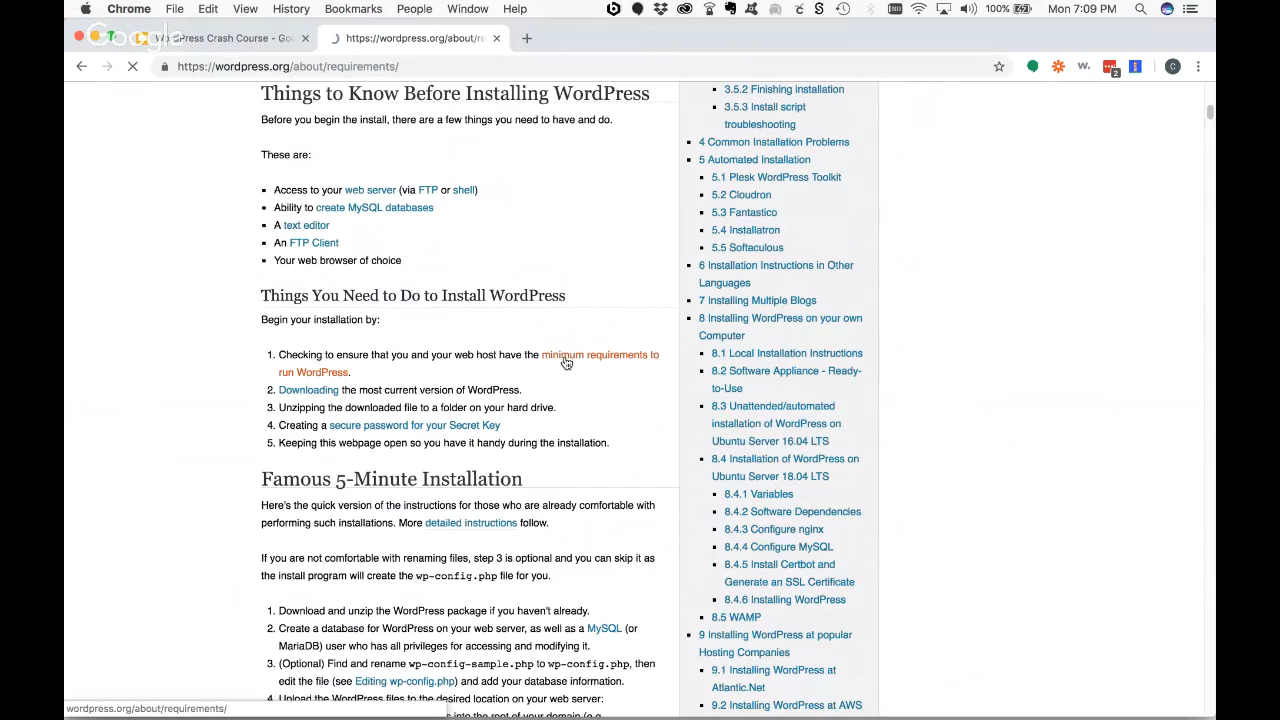 Chrome File Edit View History Bookmarks People Window Help 100% Mon 7:09 PM
Google
WordPress Crash Course - Go
https://wordpress.org/about/re
https://wordpress.org/about/requirements/
2
C
Things to Know Before Installing WordPress
Before you begin the install, there are a few things you need to have and do.
These are:
Access to your web server (via FTP or shell)
Ability to create MySQL databases
A text editor
An FTP Client
Your web browser of choice
Things You Need to Do to Install WordPress
Begin your installation by:
1. Checking to ensure that you and your web host have the minimum requirements to
run WordPress.
2. Downloading the most current version of WordPress.
3. Unzipping the downloaded file to a folder on your hard drive.
4. Creating a secure password for your Secret Key
5. Keeping this webpage open so you have it handy during the installation.
Famous 5-Minute Installation
Here's the quick version of the instructions for those who are already comfortable with
performing such installations. More detailed instructions follow.
If you are not comfortable with renaming files, step 3 is optional and you can skip it as
the install program will create the wp-config.php file for you.
1. Download and unzip the WordPress package if you haven't already.
2. Create a database for WordPress on your web server, as well as a MySQL (or
MariaDB) user who has all privileges for accessing and modifying it.
3. (Optional) Find and rename wp-config-sample.php to wp-config.php, then
edit the file (see Editing wp-config.php) and add your database information.
4. Upload the WordPress files to the desired location on your web server:
into the root of your domain (e.g.
3.5.2 Finishing installation
3.5.3 Install script
troubleshooting
4 Common Installation Problems
5 Automated Installation
5.1 Plesk WordPress Toolkit
5.2 Cloudron
5.3 Fantastico
5.4 Installatron
5.5 Softaculous
6 Installation Instructions in Other
Languages
7 Installing Multiple Blogs
8 Installing WordPress on your own
Computer
8.1 Local Installation Instructions
8.2 Software Appliance - Ready-
to-Use
8.3 Unattended/automated
installation of WordPress on
Ubuntu Server 16.04 LTS
8.4 Installation of WordPress on
Ubuntu Server 18.04 LTS
8.4.1 Variables
8.4.2 Software Dependencies
8.4.3 Configure nginx
8.4.4 Configure MySQL
8.4.5 Install Certbot and
Generate an SSL Certificate
8.4.6 Installing WordPress
8.5 WAMP
9 Installing WordPress at popular
Hosting Companies
9.1 Installing WordPress at
Atlantic.Net
9.2 Installing WordPress at AWS
wordpress.org/about/requirements/